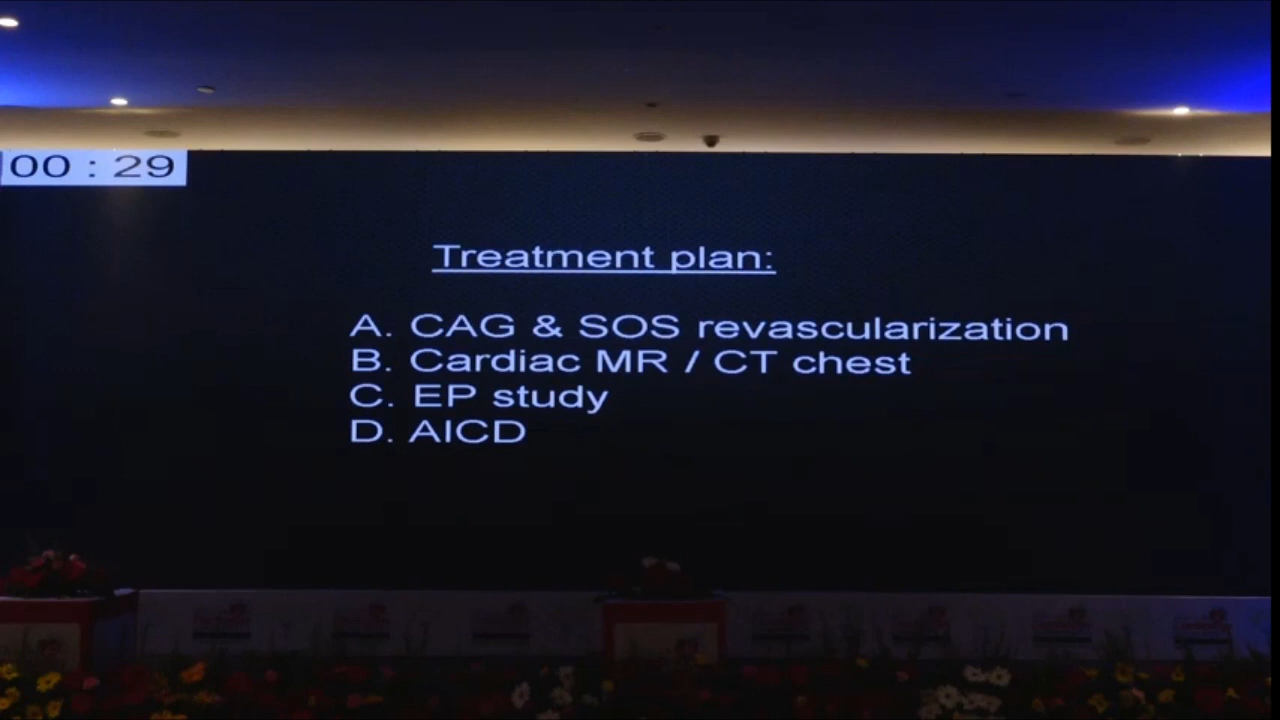 00 : 29
Treatment plan:
A. CAG & SOS revascularization
B. Cardiac MR / CT chest
C. EP study
D. AICD